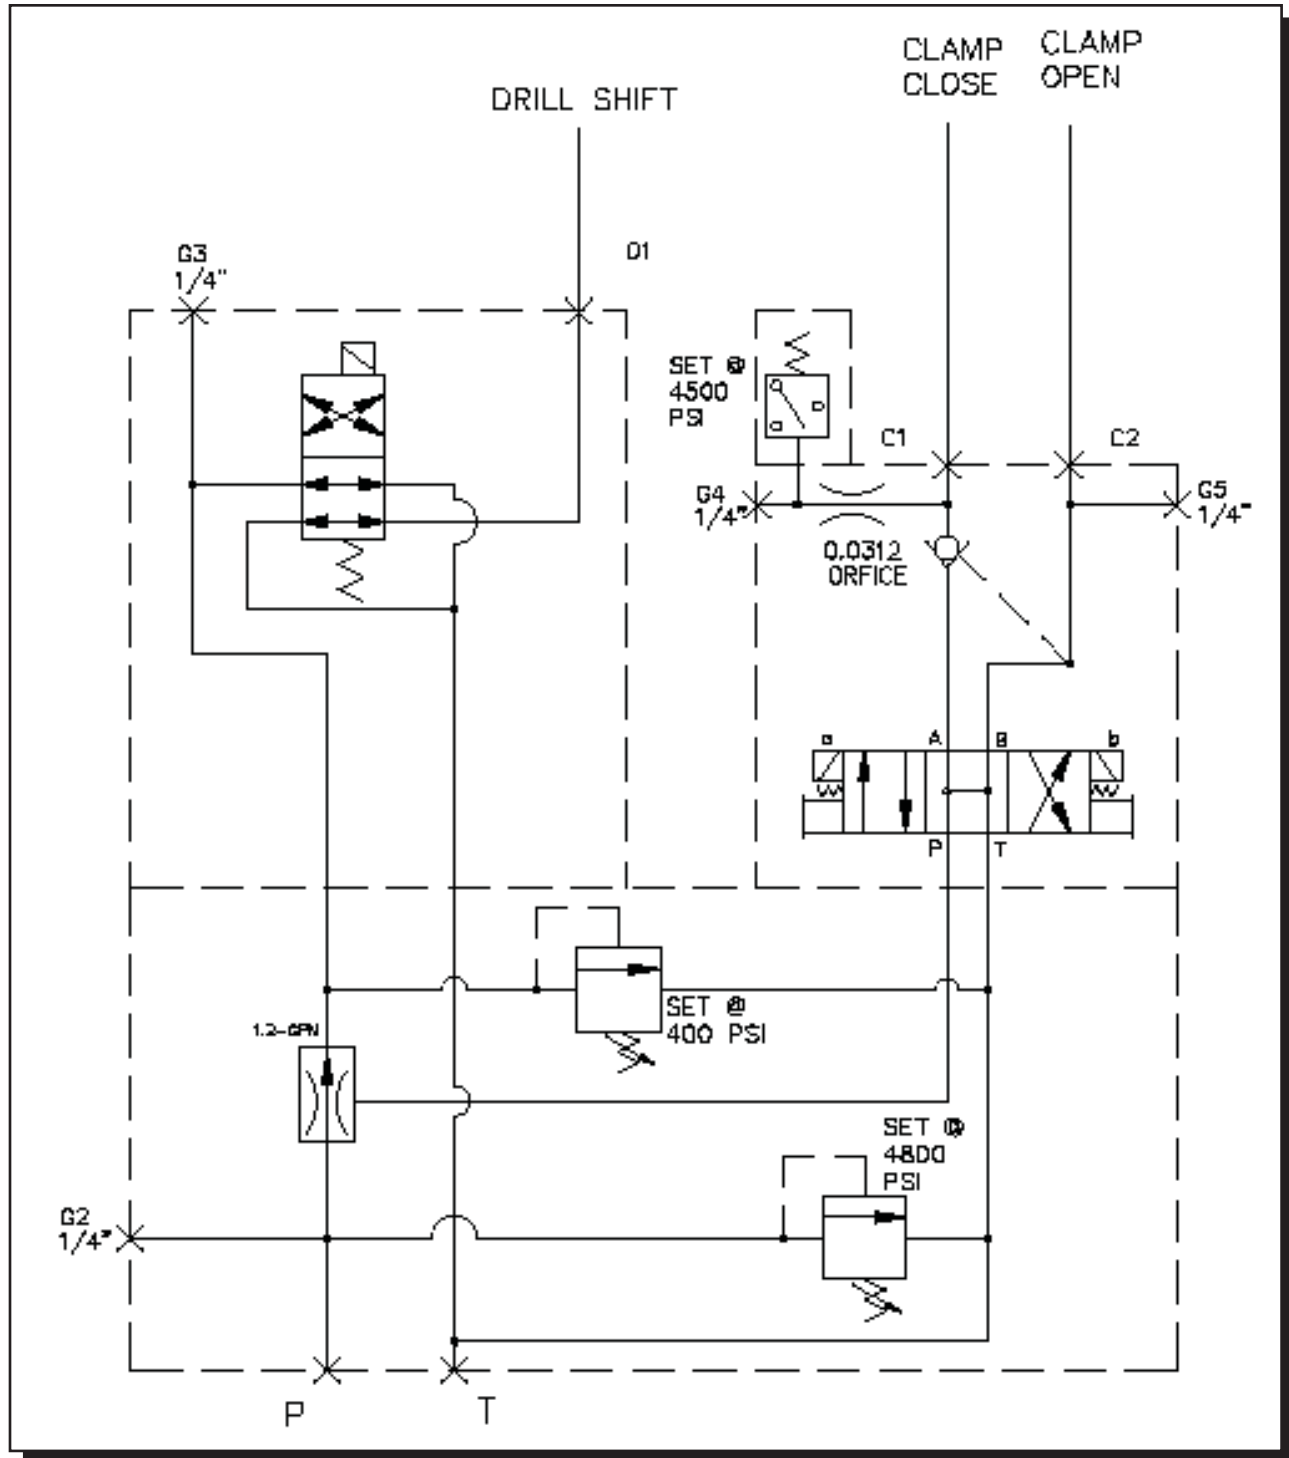 CLAMP
CLOSE
CLAMP
OPEN
DRILL SHIFT
G3
1/4"
D1
SET @
4500
PSI
C1
C2
G4
1/4"
G5
1/4"
0.0312
ORFICE
a
A
B
b
P
T
SET @
400 PSI
1.2-GPM
SET @
4800
PSI
G2
1/4"
P
T